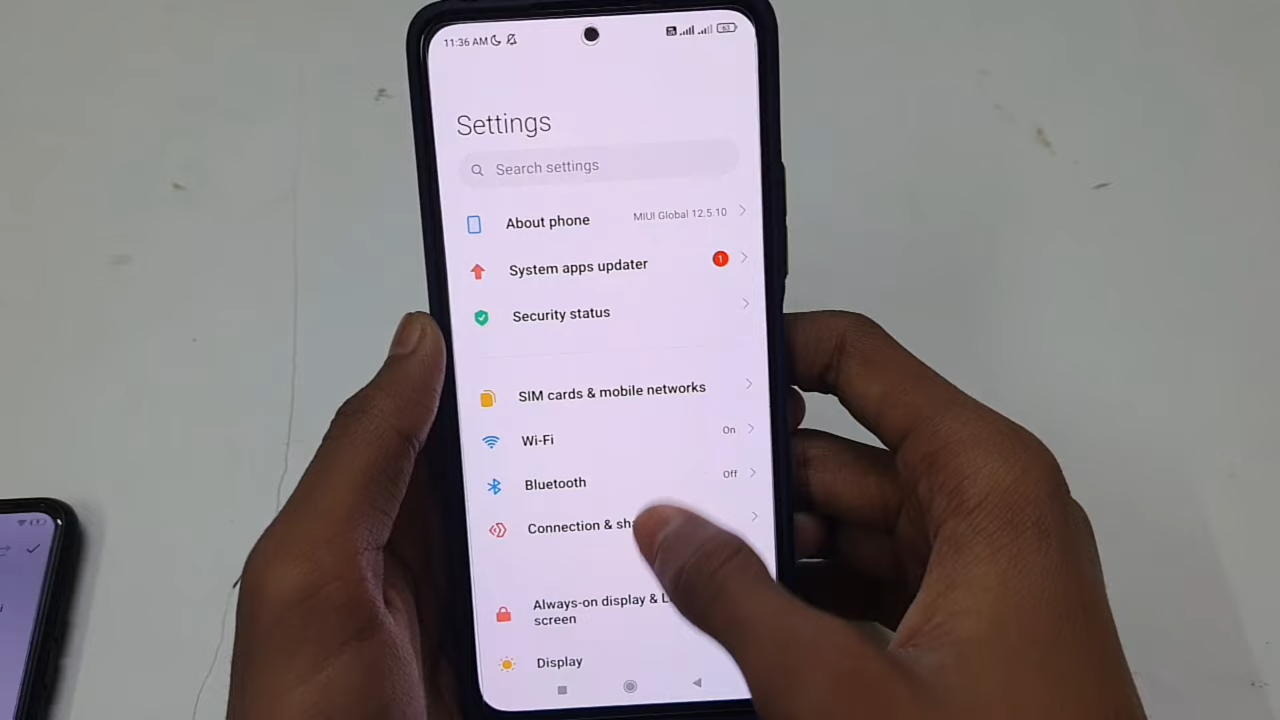 11:36 AM
63
Settings
Search settings
About phone
MIUI Global 12.5.10
System apps updater
1
Security status
SIM cards & mobile networks
Wi-Fi
On
Bluetooth
Off
Connection & sha
Always-on display & L
screen
Display